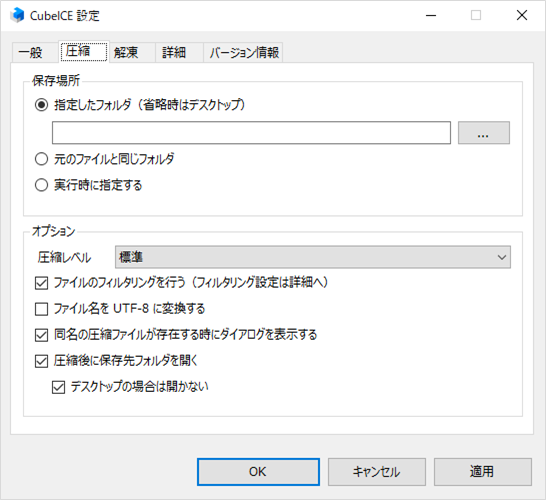 CubeICE 設定
一般 圧縮 解凍 詳細 バージョン情報
保存場所
指定したフォルダ（省略時はデスクトップ）
...
元のファイルと同じフォルダ
実行時に指定する
オプション
圧縮レベル 標準
ファイルのフィルタリングを行う（フィルタリング設定は詳細へ）
ファイル名を UTF-8 に変換する
同名の圧縮ファイルが存在する時にダイアログを表示する
圧縮後に保存先フォルダを開く
デスクトップの場合は開かない
OK キャンセル 適用